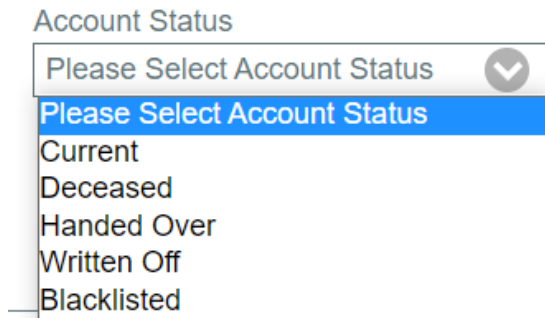 Account Status
Please Select Account Status
Please Select Account Status
Current
Deceased
Handed Over
Written Off
Blacklisted